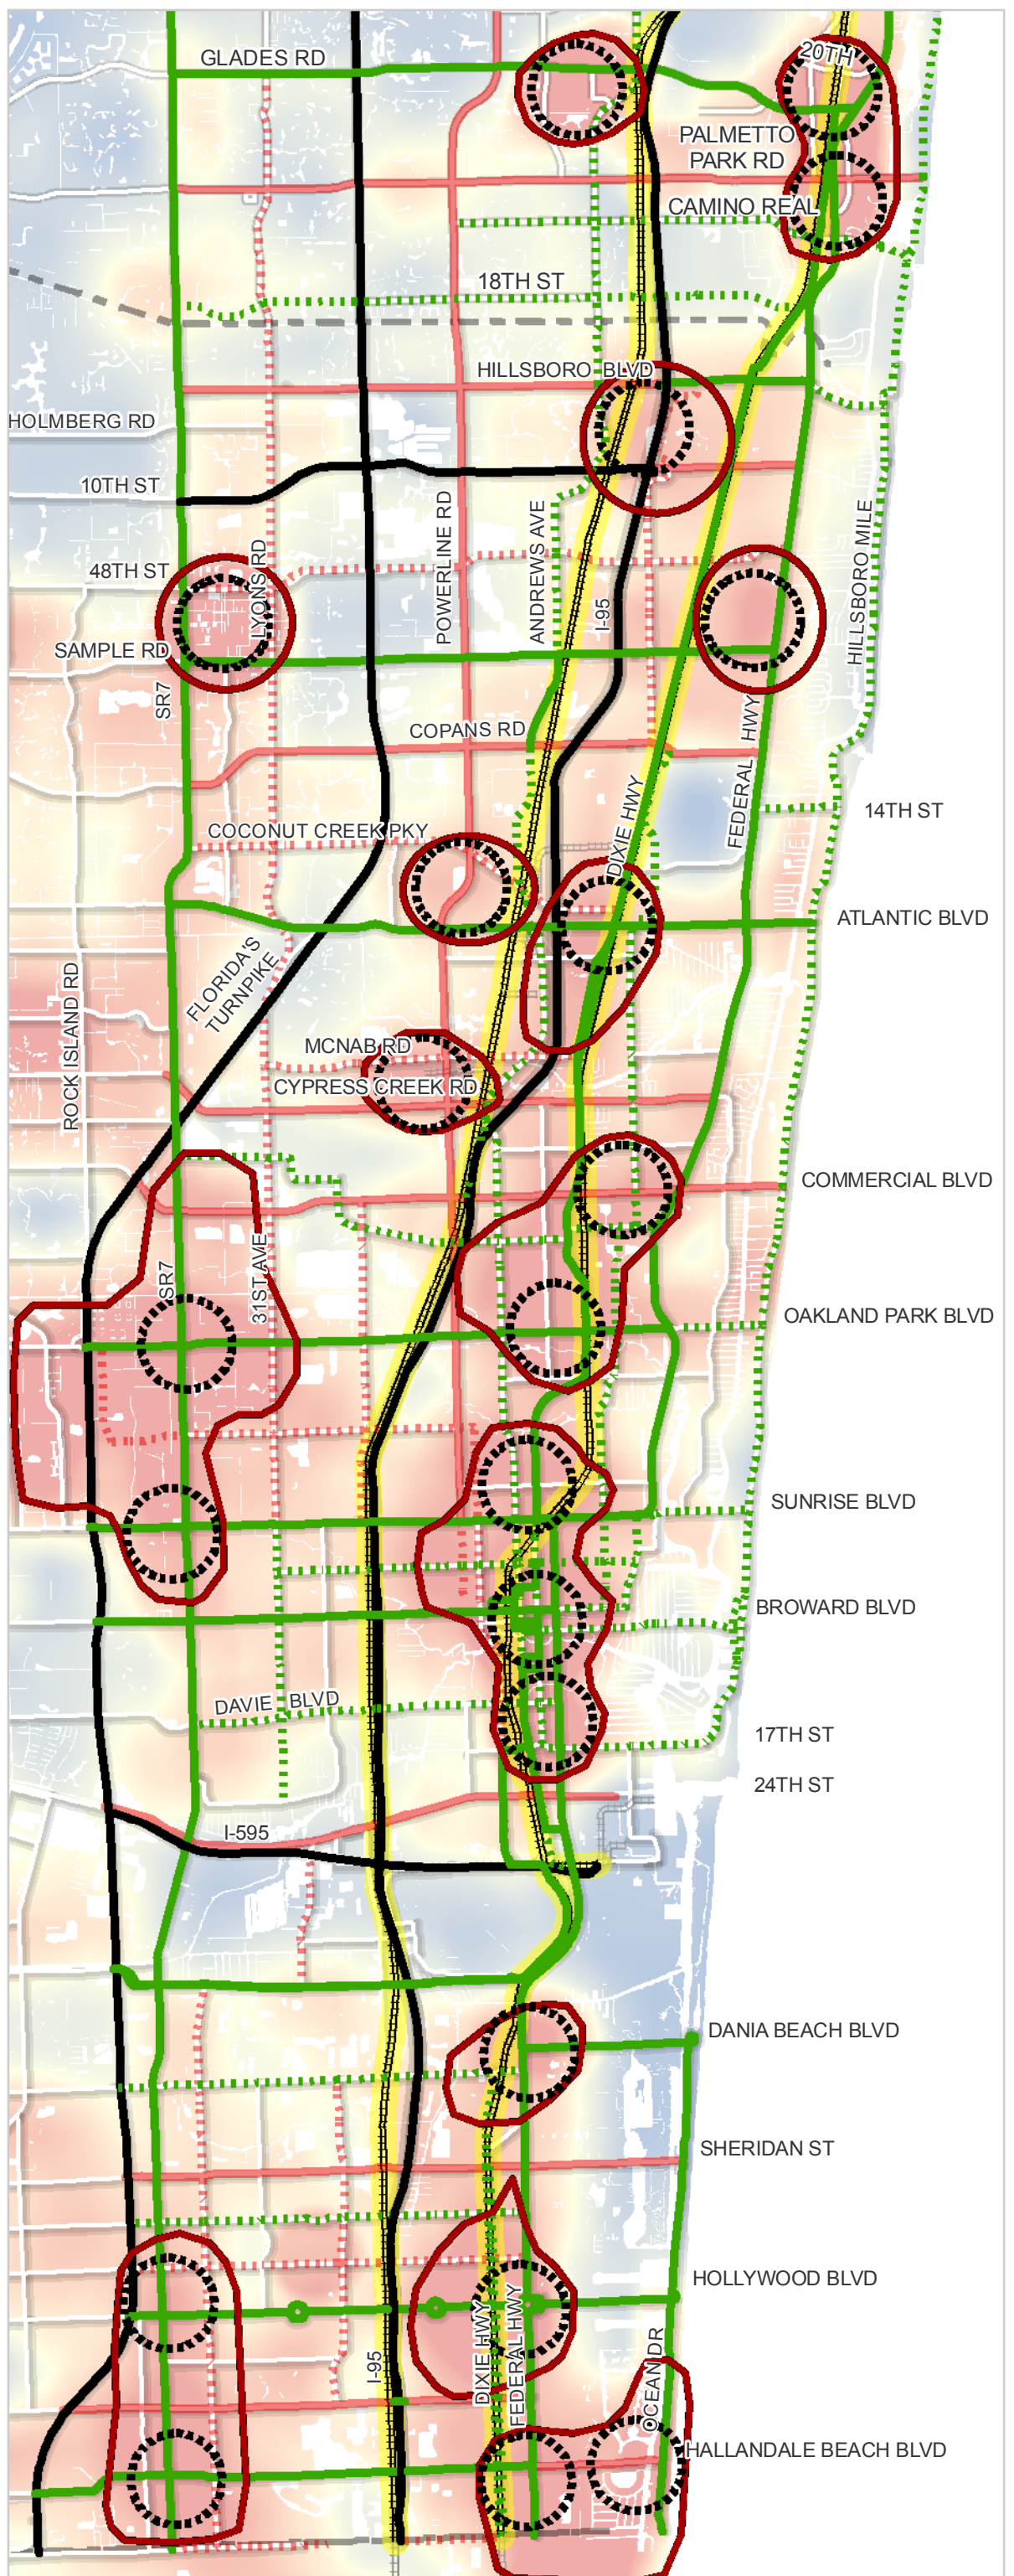 GLADES RD
20TH
PALMETTO
PARK RD
CAMINO REAL
18TH ST
HILLSBORO BLVD
HOLMBERG RD
10TH ST
POWERLINE RD
ANDREWS AVE
HILLSBORO MILE
48TH ST
LYONS RD
I-95
SAMPLE RD
SR7
COPANS RD
FEDERAL HWY
DIXIE HWY
14TH ST
COCONUT CREEK PKY
ATLANTIC BLVD
FLORIDA'S
TURNPIKE
ROCK ISLAND RD
MCNAB RD
CYPRESS CREEK RD
COMMERCIAL BLVD
SR7
31ST AVE
OAKLAND PARK BLVD
SUNRISE BLVD
BROWARD BLVD
DAVIE BLVD
17TH ST
24TH ST
I-595
DANIA BEACH BLVD
SHERIDAN ST
HOLLYWOOD BLVD
I-95
DIXIE HWY
FEDERAL HWY
OCEAN DR
HALLANDALE BEACH BLVD